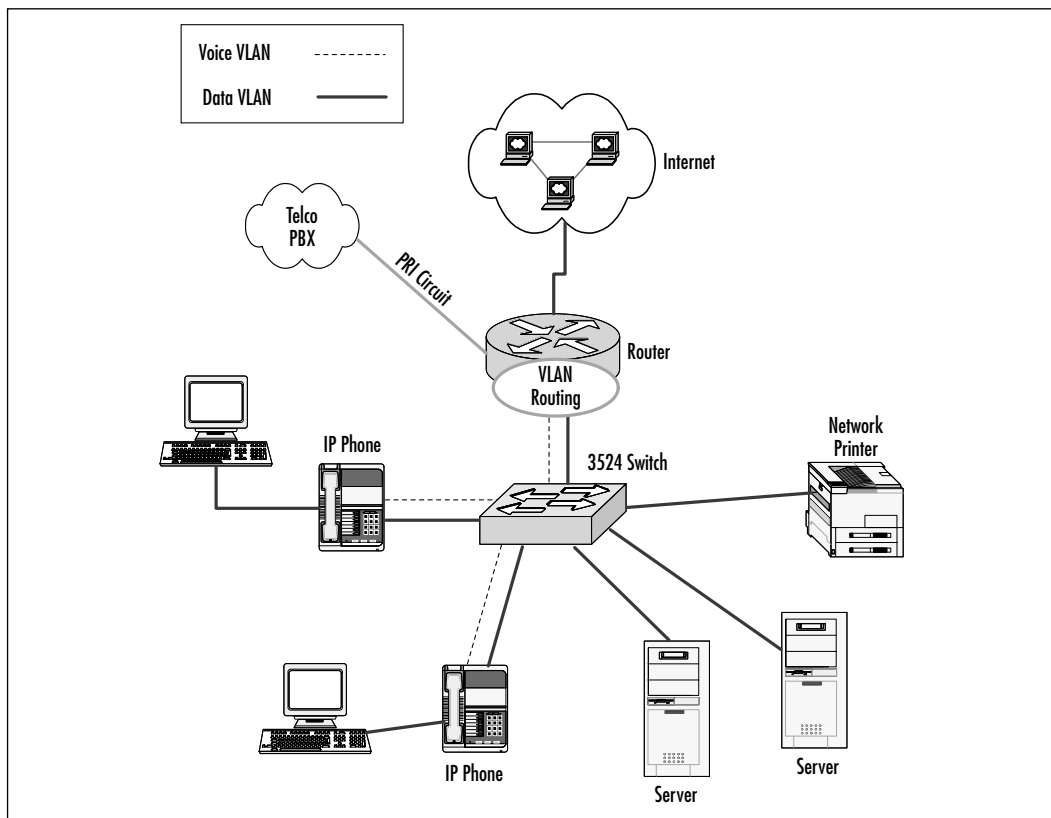 Voice VLAN
Data VLAN
Internet
Telco
PBX
PRI Circuit
Router
VLAN
Routing
Network
Printer
IP Phone
3524 Switch
IP Phone
Server
Server